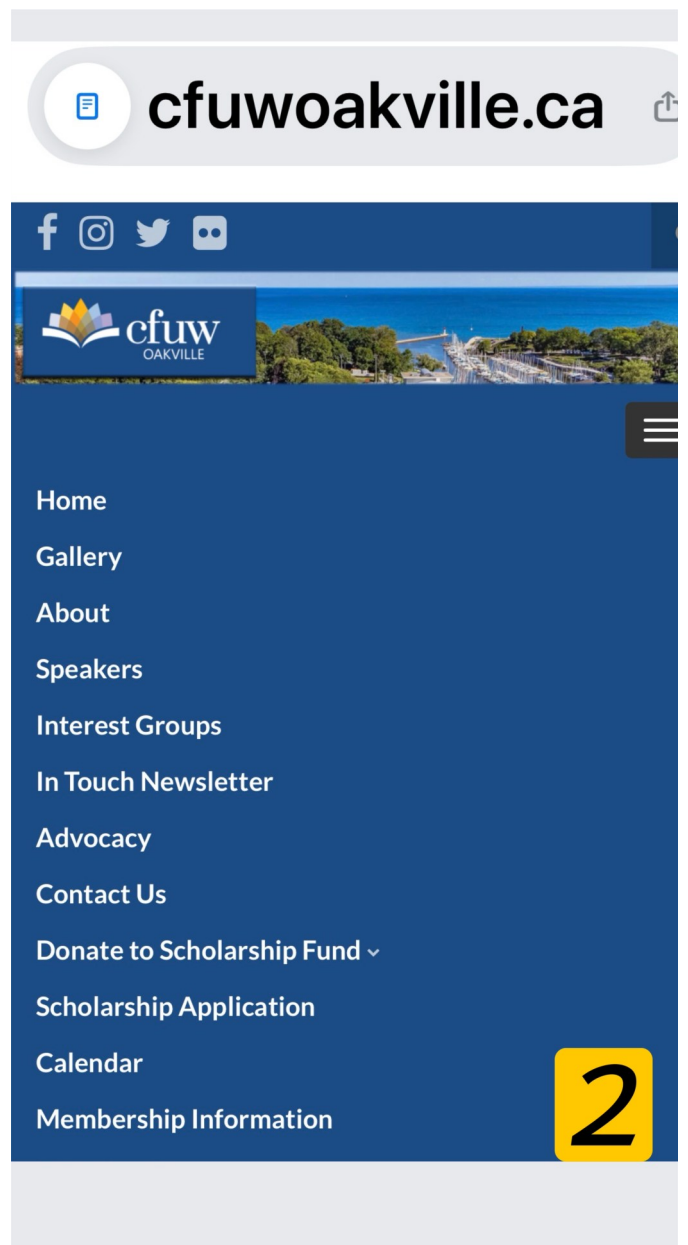 cfuwoakville.ca
cfuw
OAKVILLE
Home
Gallery
About
Speakers
Interest Groups
In Touch Newsletter
Advocacy
Contact Us
Donate to Scholarship Fund
Scholarship Application
Calendar
Membership Information
2